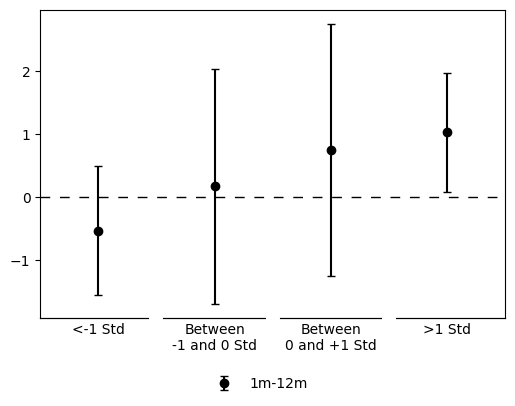 2
1
0
−1
<-1 Std
Between
-1 and 0 Std
Between
0 and +1 Std
>1 Std
1m-12m